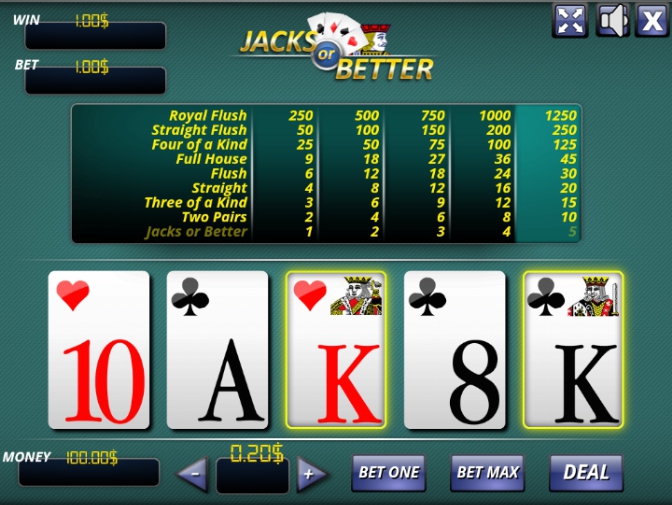 WIN 1.00$
BET 1.00$
JACKS
or
BETTER
X
Royal Flush 250 500 750 1000 1250
Straight Flush 50 100 150 200 250
Four of a Kind 25 50 75 100 125
Full House 9 18 27 36 45
Flush 6 12 18 24 30
Straight 4 8 12 16 20
Three of a Kind 3 6 9 12 15
Two Pairs 2 4 6 8 10
Jacks or Better 1 2 3 4 5
10 A K 8 K
MONEY 100.00$ - 0.20$ + BET ONE BET MAX DEAL